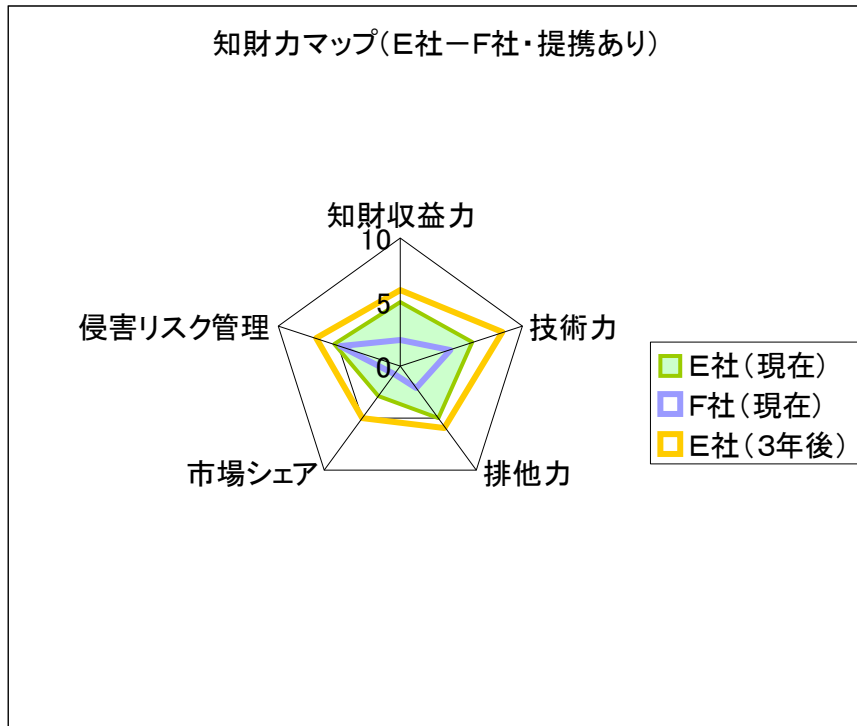 知財力マップ（Ｅ社－Ｆ社・提携あり）
知財収益力
10
5
0
技術力
排他力
市場シェア
侵害リスク管理
Ｅ社（現在）
Ｆ社（現在）
Ｅ社（３年後）